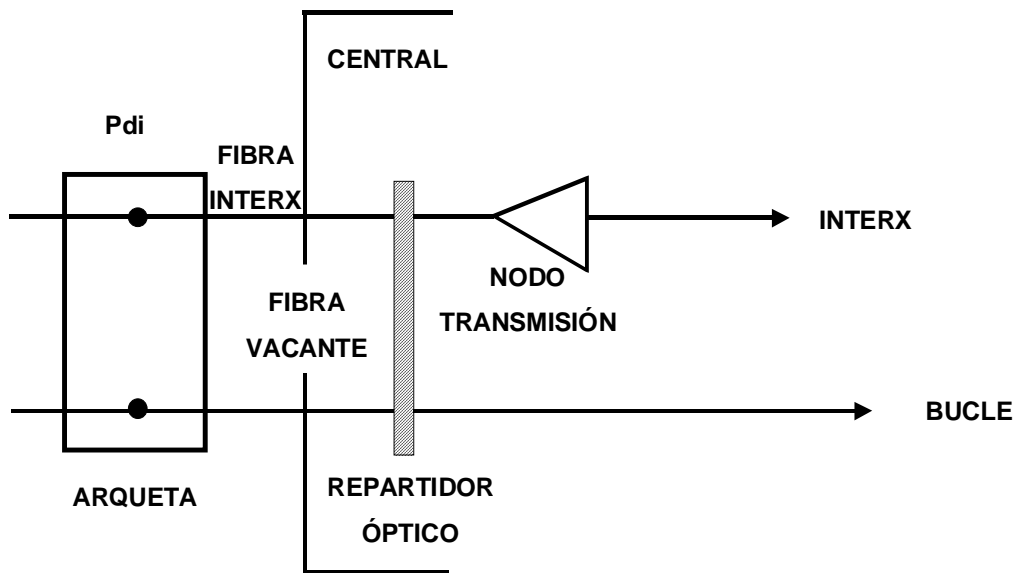 CENTRAL
Pdi
FIBRA
INTERX
INTERX
NODO
TRANSMISIÓN
FIBRA
VACANTE
BUCLE
ARQUETA
REPARTIDOR
ÓPTICO